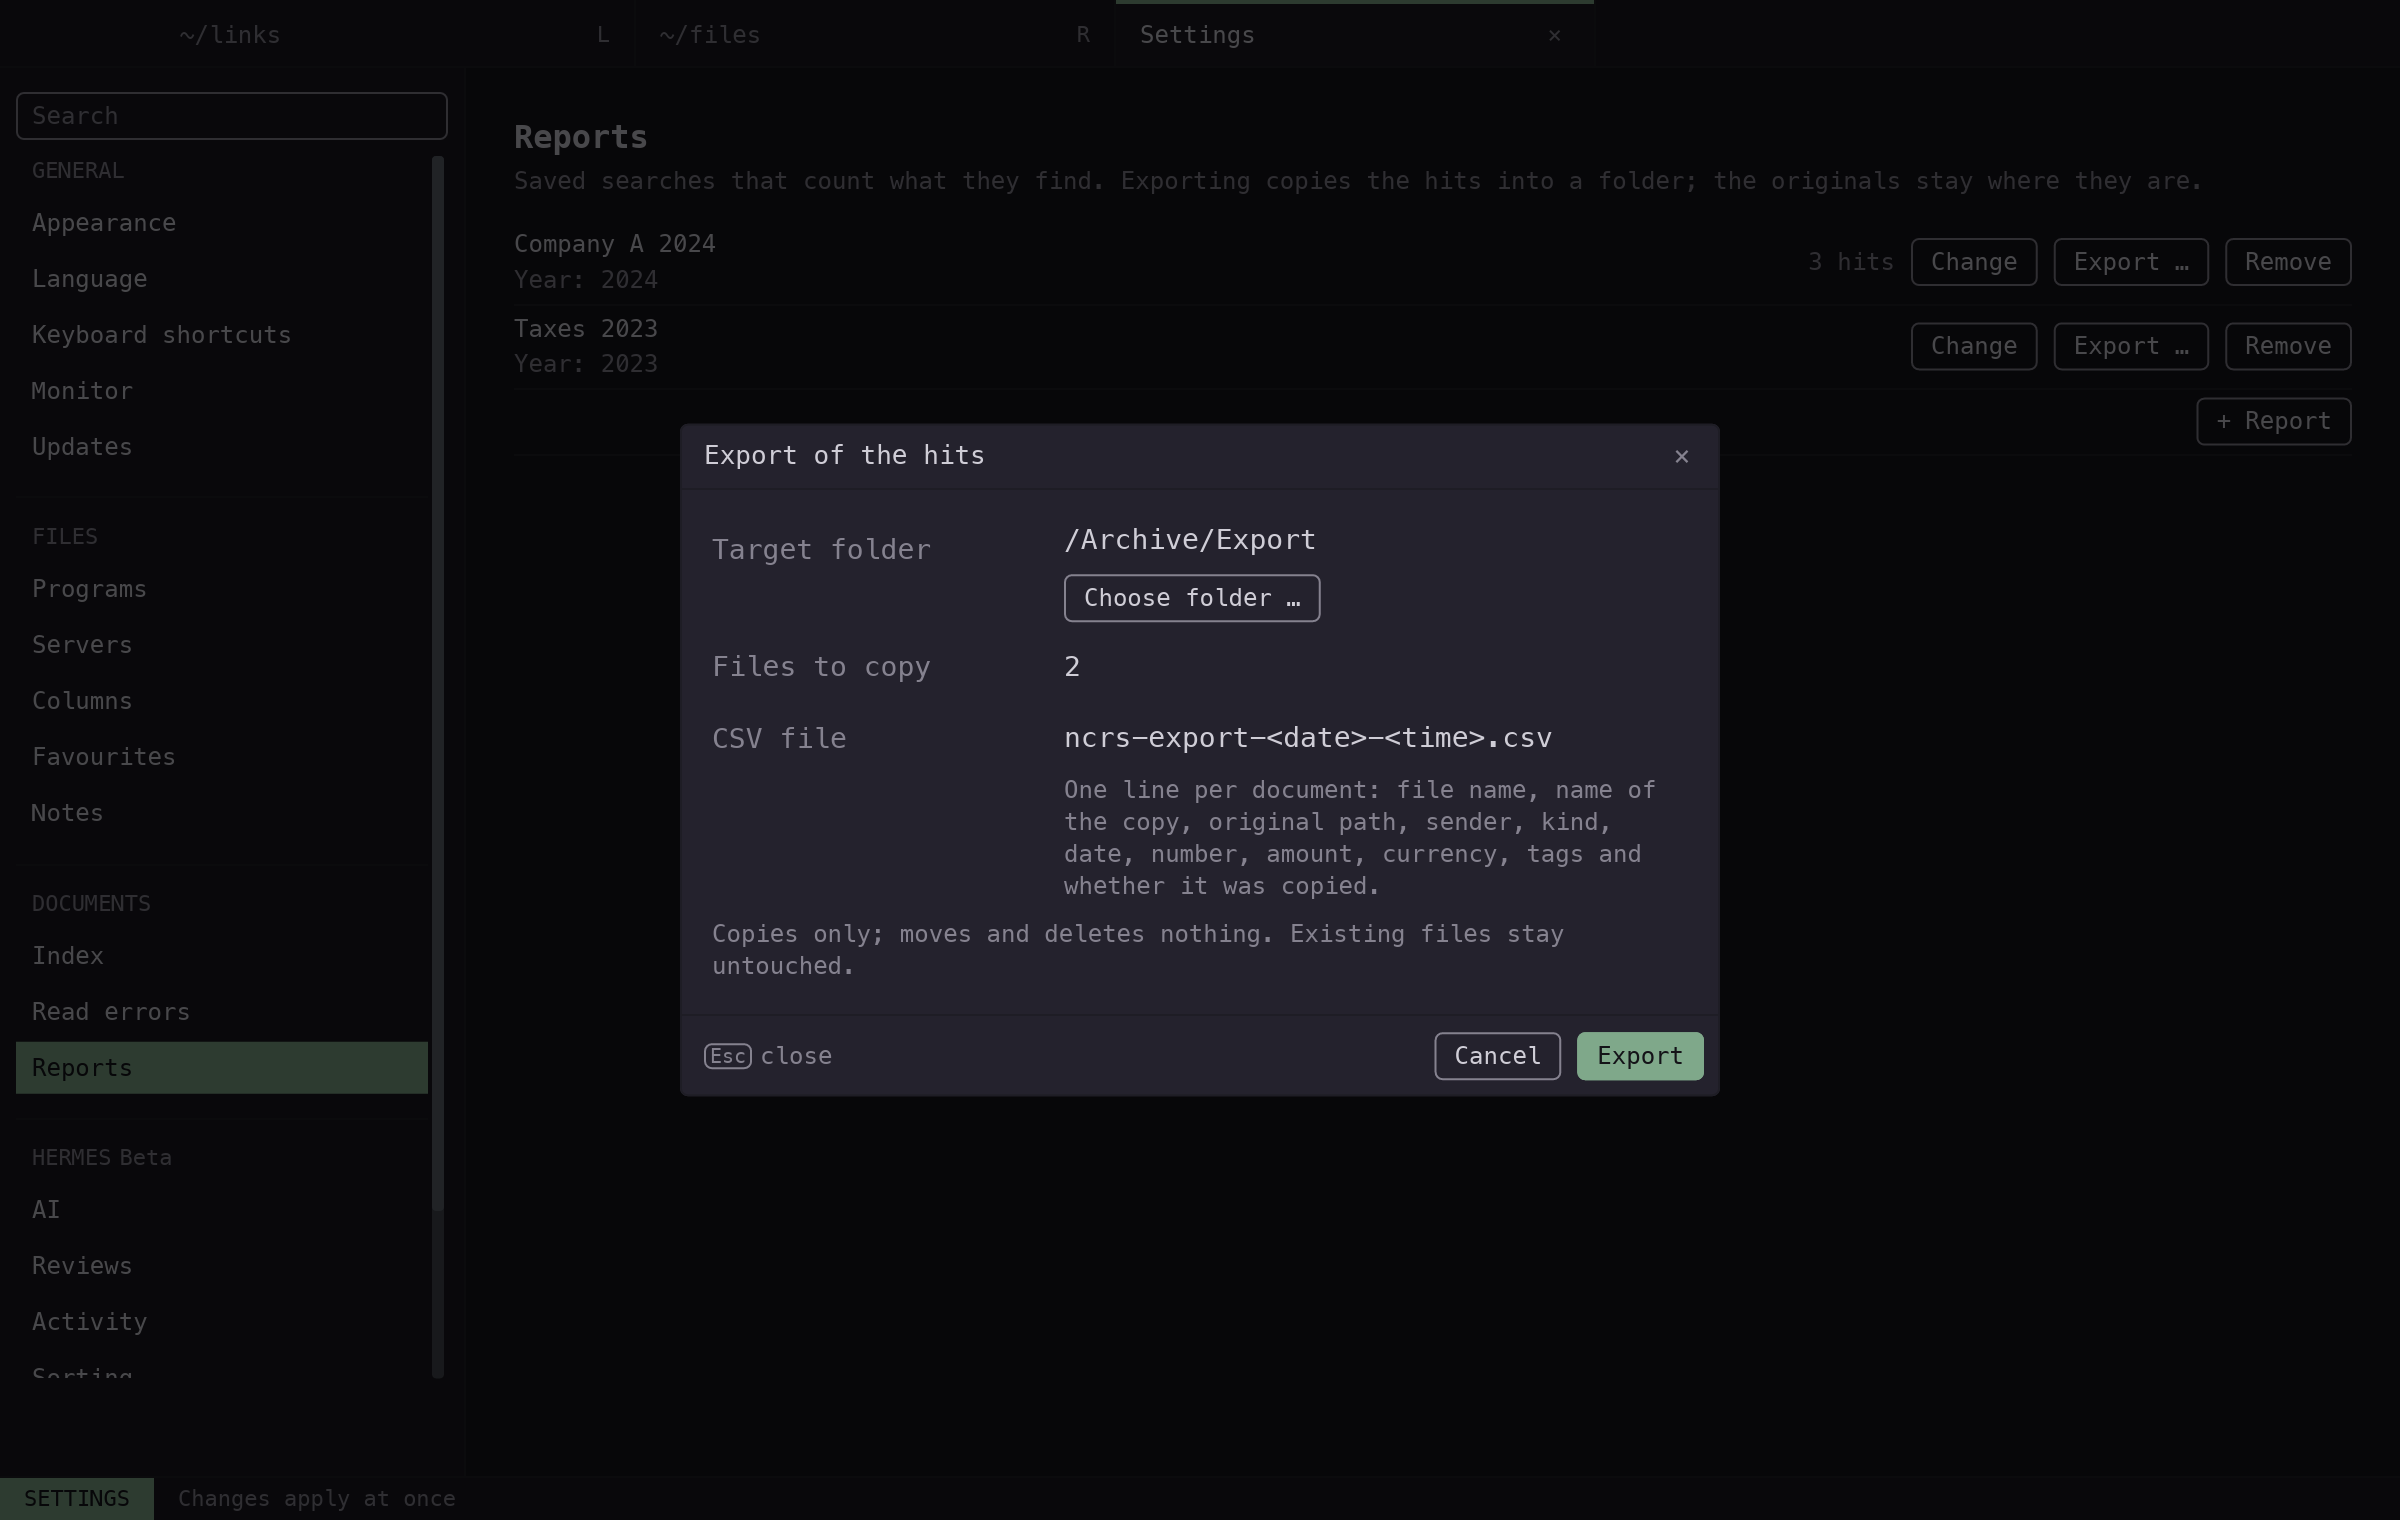 ~/links L ~/files R Settings ×
Search
GENERAL
Appearance
Language
Keyboard shortcuts
Monitor
Updates
FILES
Programs
Servers
Columns
Favourites
Notes
DOCUMENTS
Index
Read errors
Reports
HERMES Beta
AI
Reviews
Activity
Sorting
Reports
Saved searches that count what they find. Exporting copies the hits into a folder; the originals stay where they are.
Company A 2024
Year: 2024
3 hits Change Export … Remove
Taxes 2023
Year: 2023
Change Export … Remove
+ Report
Export of the hits ×
Target folder /Archive/Export
Choose folder …
Files to copy 2
CSV file ncrs-export-<date>-<time>.csv
One line per document: file name, name of
the copy, original path, sender, kind,
date, number, amount, currency, tags and
whether it was copied.
Copies only; moves and deletes nothing. Existing files stay
untouched.
Esc close Cancel Export
SETTINGS Changes apply at once